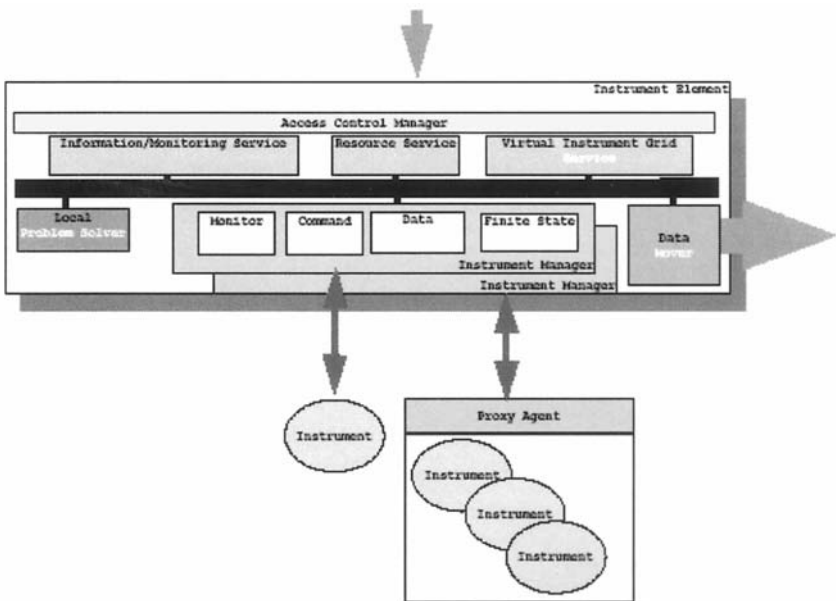 Instrument Element
Access Control Manager
Information/Monitoring Service
Resource Service
Virtual Instrument Grid
Service
Local
Problem Solver
Monitor
Command
Data
Finite State
Data
Mover
Instrument Manager
Instrument Manager
Instrument
Proxy Agent
Instrument
Instrument
Instrument